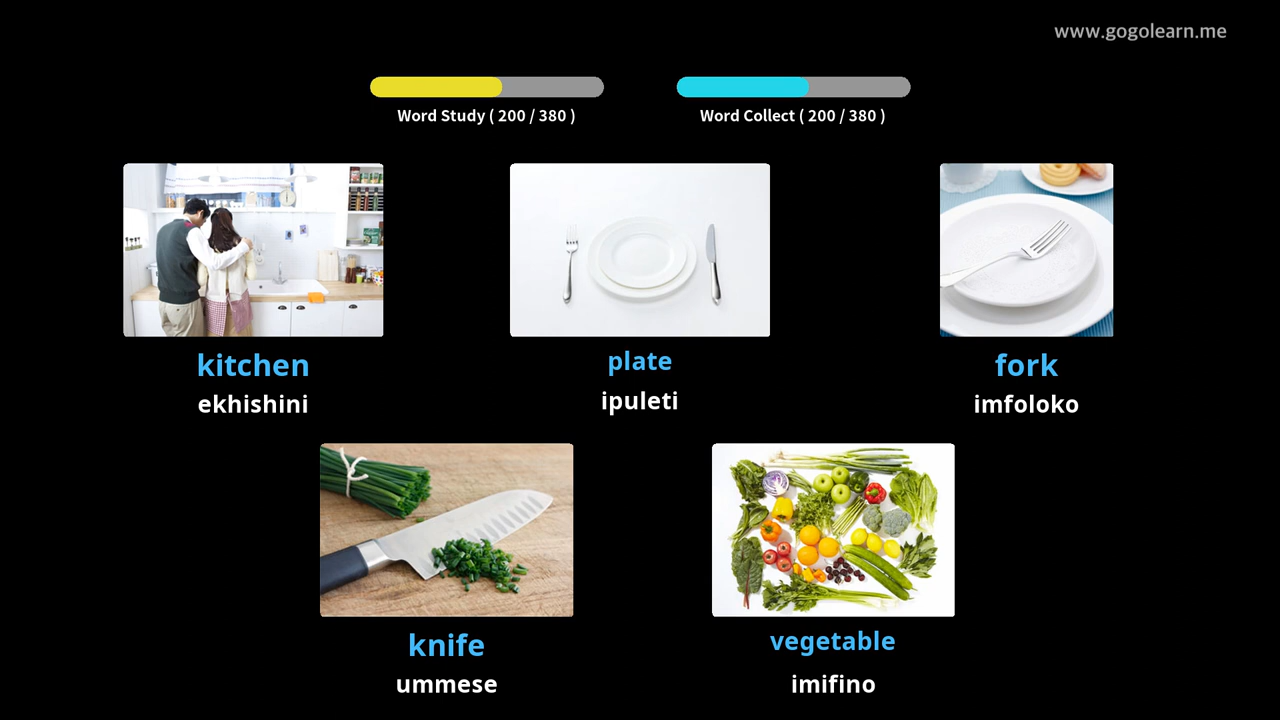 www.gogolearn.me
Word Study ( 200 / 380 )
Word Collect ( 200 / 380 )
kitchen
ekhishini
plate
ipuleti
fork
imfoloko
knife
ummese
vegetable
imifino